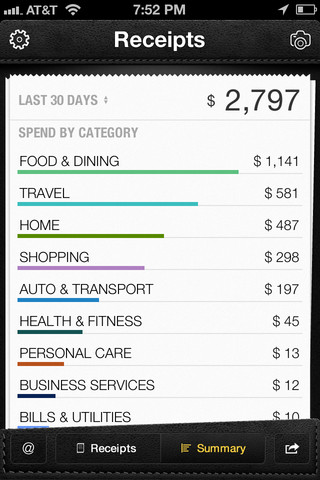 AT&T 7:52 PM
Receipts
LAST 30 DAYS $ 2,797
SPEND BY CATEGORY
FOOD & DINING $ 1,141
TRAVEL $ 581
HOME $ 487
SHOPPING $ 298
AUTO & TRANSPORT $ 197
HEALTH & FITNESS $ 45
PERSONAL CARE $ 13
BUSINESS SERVICES $ 12
BILLS & UTILITIES $ 10
@ Receipts Summary